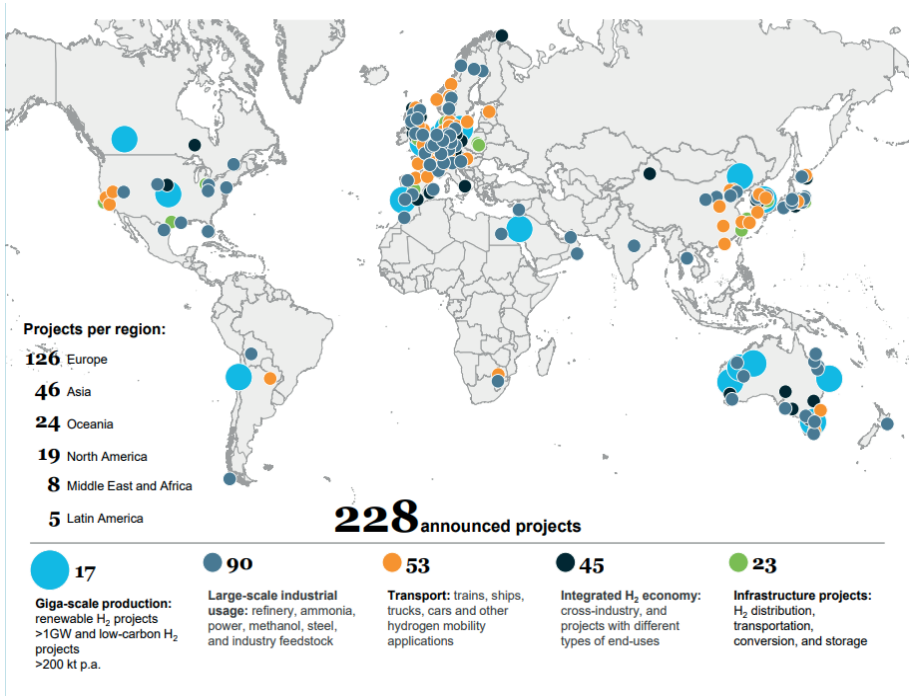 Projects per region:
126 Europe
46 Asia
24 Oceania
19 North America
8 Middle East and Africa
5 Latin America
228 announced projects
17
Giga-scale production:
renewable H₂ projects
>1GW and low-carbon H₂
projects
>200 kt p.a.
90
Large-scale industrial
usage: refinery, ammonia,
power, methanol, steel,
and industry feedstock
53
Transport: trains, ships,
trucks, cars and other
hydrogen mobility
applications
45
Integrated H₂ economy:
cross-industry, and
projects with different
types of end-uses
23
Infrastructure projects:
H₂ distribution,
transportation,
conversion, and storage